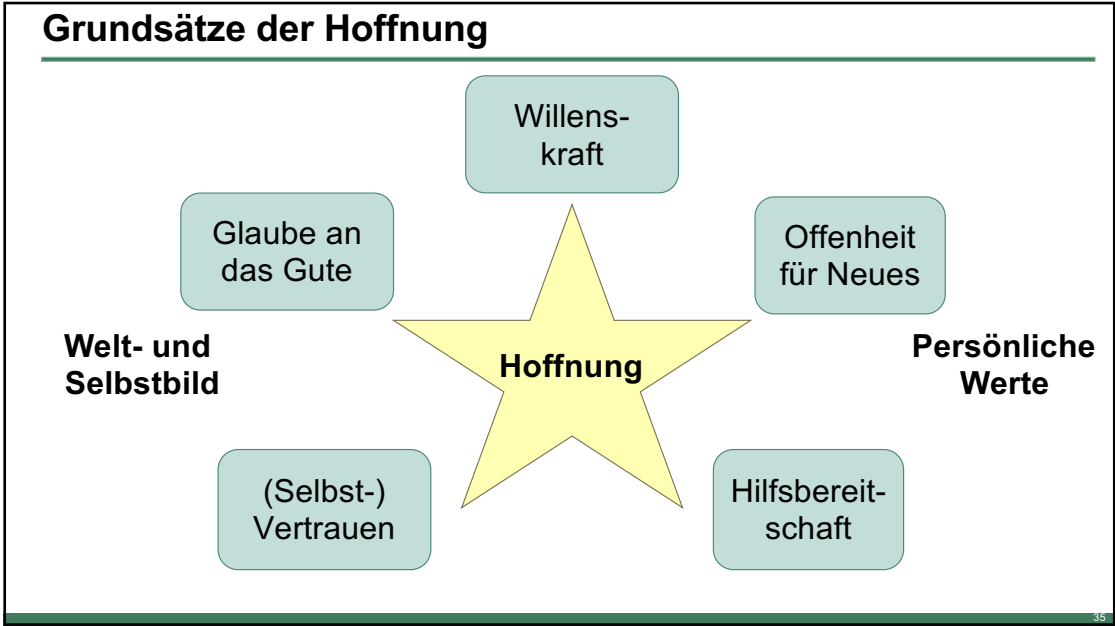 Grundsätze der Hoffnung
Willens-
kraft
Glaube an
das Gute
Offenheit
für Neues
Welt- und
Selbstbild
Hoffnung
Persönliche
Werte
(Selbst-)
Vertrauen
Hilfsbereit-
schaft
35